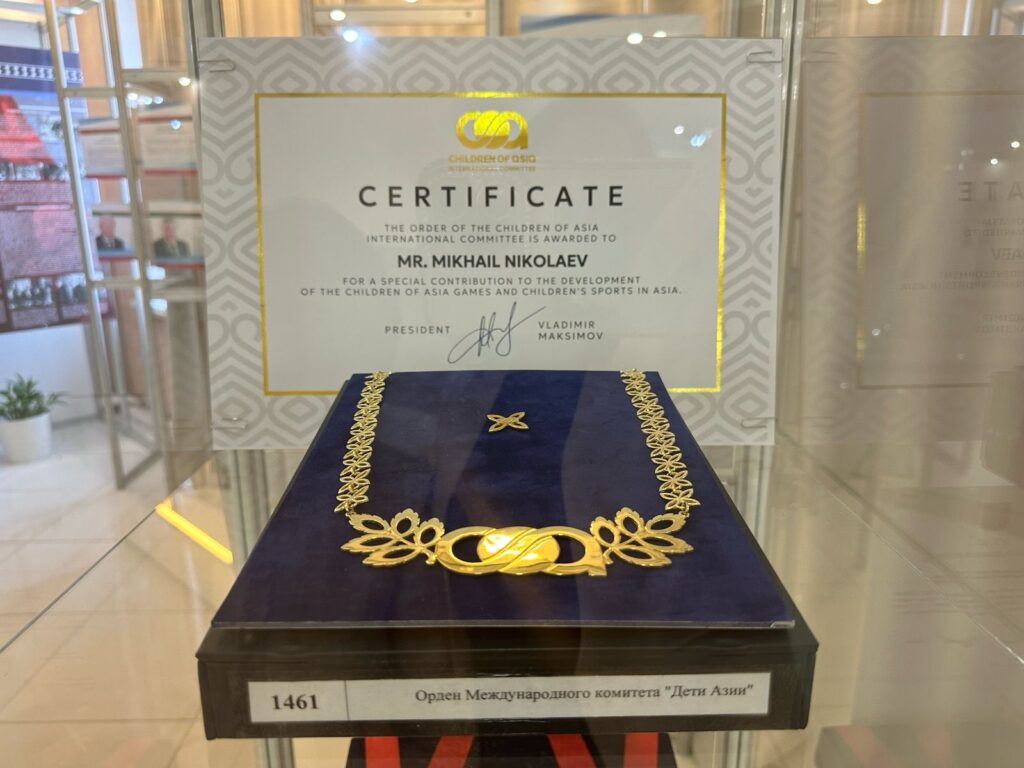 CHILDREN OF ASIA
INTERNATIONAL COMMITTEE
CERTIFICATE
THE ORDER OF THE CHILDREN OF ASIA
INTERNATIONAL COMMITTEE IS AWARDED TO
MR. MIKHAIL NIKOLAEV
FOR A SPECIAL CONTRIBUTION TO THE DEVELOPMENT
OF THE CHILDREN OF ASIA GAMES AND CHILDREN'S SPORTS IN ASIA.
PRESIDENT
VLADIMIR
MAKSIMOV
1461 Орден Международного комитета "Дети Азии"